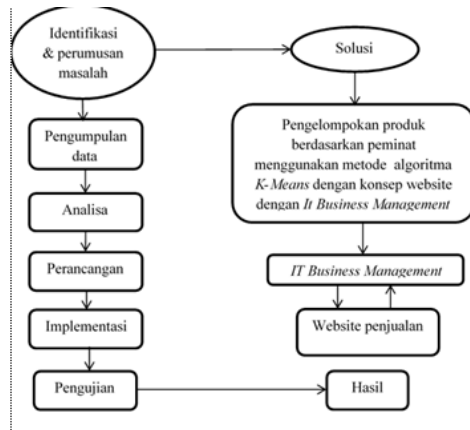 Identifikasi
& perumusan
masalah
Solusi
Pengumpulan
data
Pengelompokan produk
berdasarkan peminat
menggunakan metode algoritma
K-Means dengan konsep website
dengan It Business Management
Analisa
Perancangan
IT Business Management
Implementasi
Website penjualan
Pengujian
Hasil